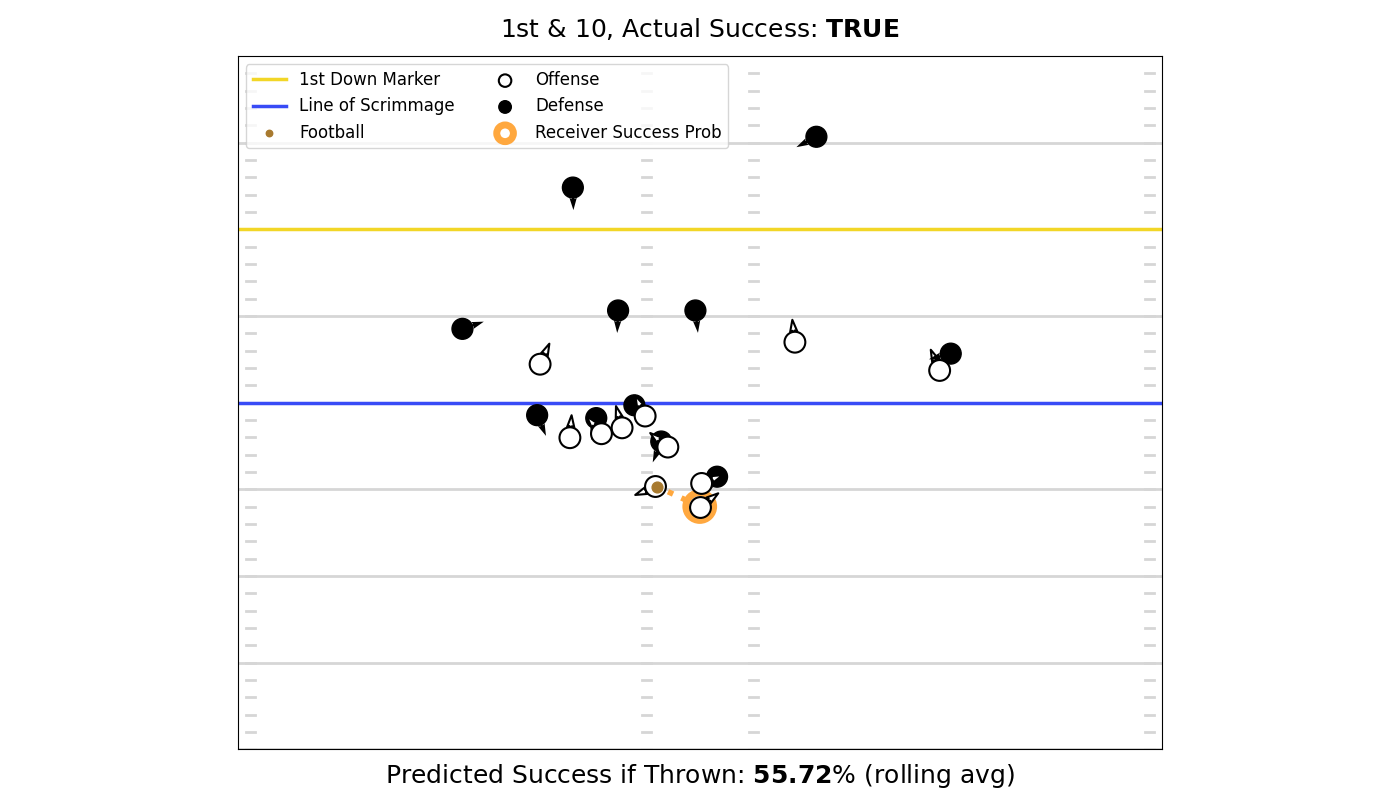 1st & 10, Actual Success: TRUE
1st Down Marker
Line of Scrimmage
Football
Offense
Defense
Receiver Success Prob
Predicted Success if Thrown: 55.72% (rolling avg)